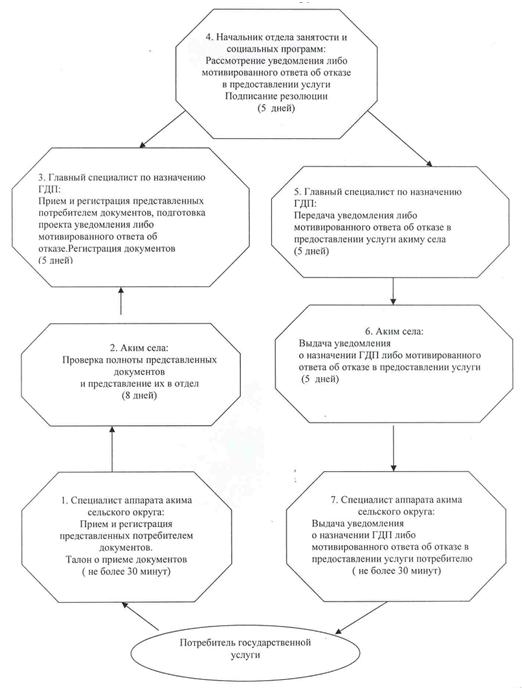 4. Начальник отдела занятости и
социальных программ:
Рассмотрение уведомления либо
мотивированного ответа об отказе
в предоставлении услуги
Подписание резолюции
(5 дней)
3. Главный специалист по назначению
ГДП:
Прием и регистрация представленных
потребителем документов, подготовка
проекта уведомления либо
мотивированного ответа об
отказе.Регистрация документов
(5 дней)
5. Главный специалист по назначению
ГДП:
Передача уведомления либо
мотивированного ответа об отказе в
предоставлении услуги акиму села
(5 дней)
2. Аким села:
Проверка полноты представленных
документов
и представление их в отдел
(8 дней)
6. Аким села:
Выдача уведомления
о назначении ГДП либо мотивированного
ответа об отказе в предоставлении услуги
(5 дней)
1. Специалист аппарата акима
сельского округа:
Прием и регистрация
представленных потребителем
документов.
Талон о приеме документов
( не более 30 минут)
7. Специалист аппарата акима
сельского округа:
Выдача уведомления
о назначении ГДП либо
мотивированного ответа об отказе в
предоставлении услуги потребителю
( не более 30 минут)
Потребитель государственной
услуги